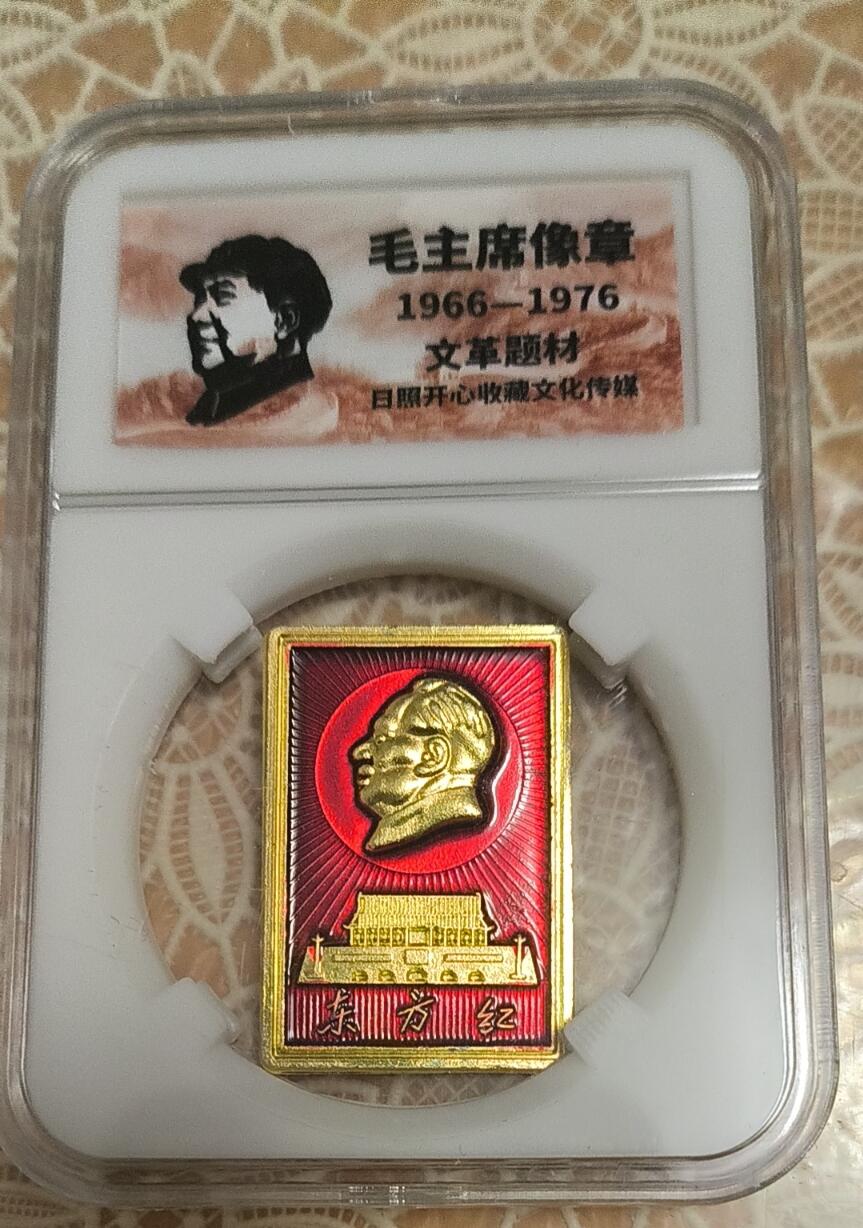 毛主席像章
1966—1976
文革题材
日照开心收藏文化传媒
东方红